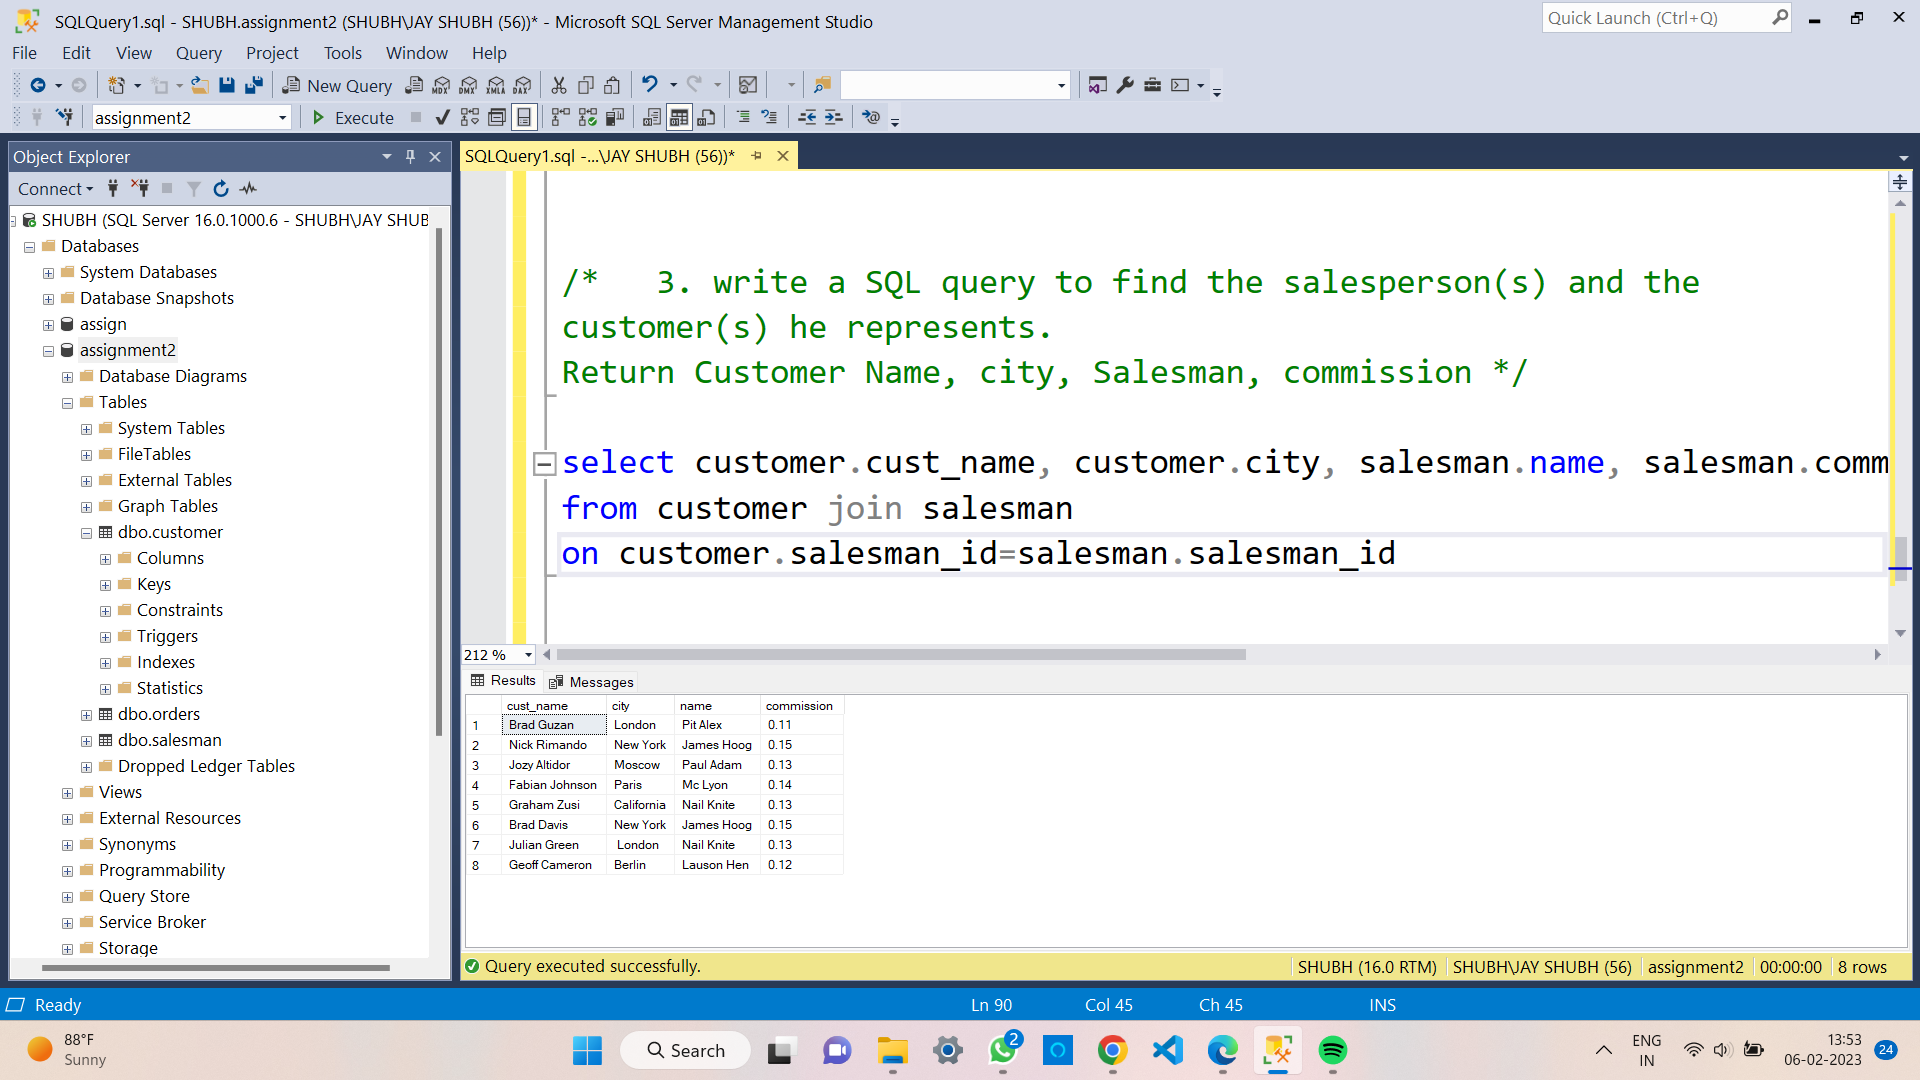 SQLQuery1.sql - SHUBH.assignment2 (SHUBH\JAY SHUBH (56))* - Microsoft SQL Server Management Studio
Quick Launch (Ctrl+Q)
File Edit View Query Project Tools Window Help
New Query MDX DMX XMLA DAX
assignment2 Execute
Object Explorer
Connect
SHUBH (SQL Server 16.0.1000.6 - SHUBH\JAY SHUB
Databases
System Databases
Database Snapshots
assign
assignment2
Database Diagrams
Tables
System Tables
FileTables
External Tables
Graph Tables
dbo.customer
Columns
Keys
Constraints
Triggers
Indexes
Statistics
dbo.orders
dbo.salesman
Dropped Ledger Tables
Views
External Resources
Synonyms
Programmability
Query Store
Service Broker
Storage
SQLQuery1.sql -...\JAY SHUBH (56))*
/*   3. write a SQL query to find the salesperson(s) and the
customer(s) he represents.
Return Customer Name, city, Salesman, commission */
select customer.cust_name, customer.city, salesman.name, salesman.comm
from customer join salesman
on customer.salesman_id=salesman.salesman_id
212 %
Results Messages
cust_name city name commission
1 Brad Guzan London Pit Alex 0.11
2 Nick Rimando New York James Hoog 0.15
3 Jozy Altidor Moscow Paul Adam 0.13
4 Fabian Johnson Paris Mc Lyon 0.14
5 Graham Zusi California Nail Knite 0.13
6 Brad Davis New York James Hoog 0.15
7 Julian Green London Nail Knite 0.13
8 Geoff Cameron Berlin Lauson Hen 0.12
Query executed successfully. SHUBH (16.0 RTM) SHUBH\JAY SHUBH (56) assignment2 00:00:00 8 rows
Ready Ln 90 Col 45 Ch 45 INS
88°F
Sunny
Search
2
ENG
IN
13:53
06-02-2023
24